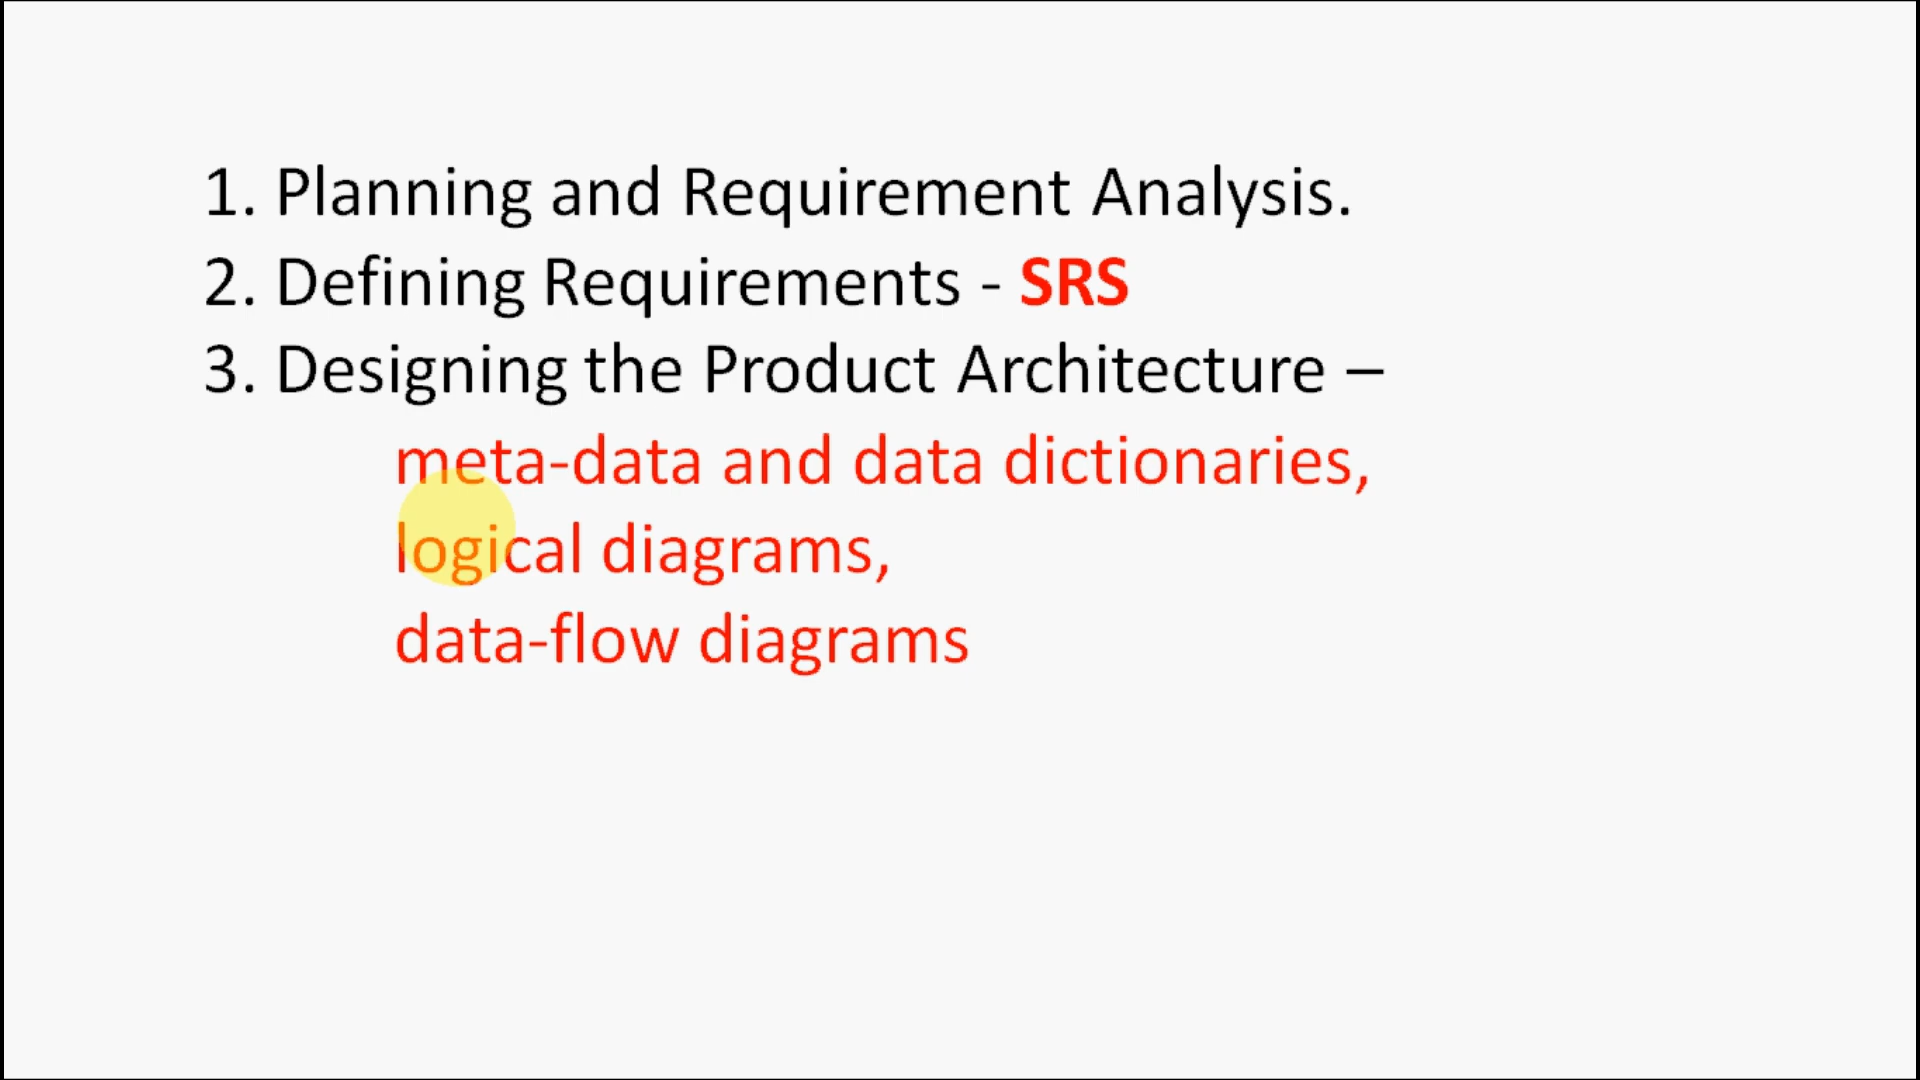 1. Planning and Requirement Analysis.
2. Defining Requirements - SRS
3. Designing the Product Architecture –
meta-data and data dictionaries,
logical diagrams,
data-flow diagrams